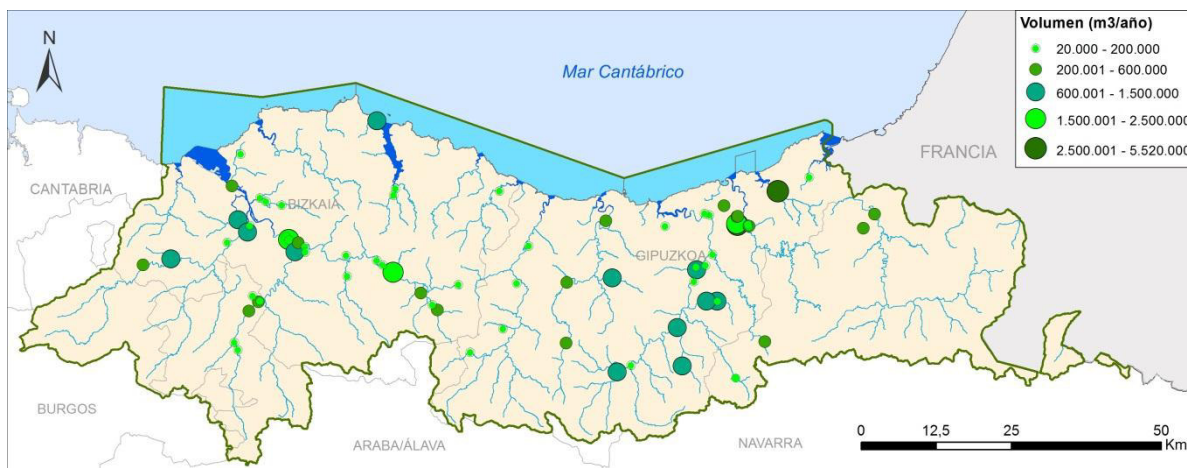 N
Mar Cantábrico
Volumen (m3/año)
20.000 - 200.000
200.001 - 600.000
600.001 - 1.500.000
1.500.001 - 2.500.000
2.500.001 - 5.520.000
FRANCIA
CANTABRIA
BIZKAIA
GIPUZKOA
BURGOS
ARABA/ÁLAVA
NAVARRA
0 12,5 25 50
Km